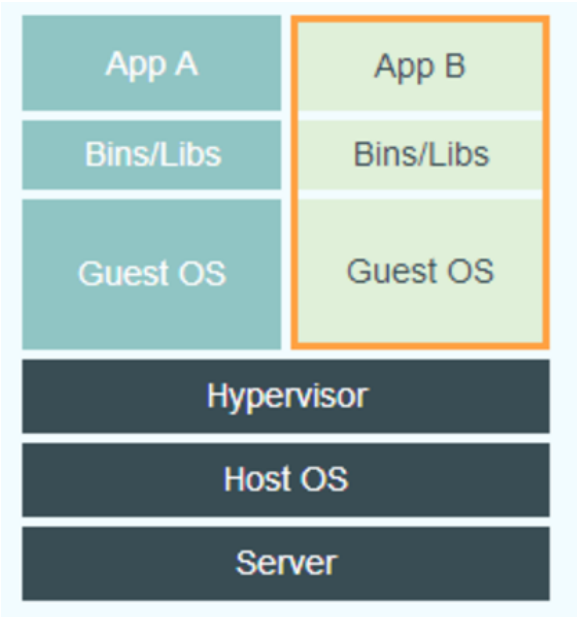 App A
App B
Bins/Libs
Bins/Libs
Guest OS
Guest OS
Hypervisor
Host OS
Server